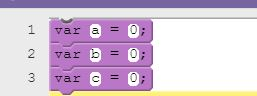 1 var a = 0;
2 var b = 0;
3 var c = 0;